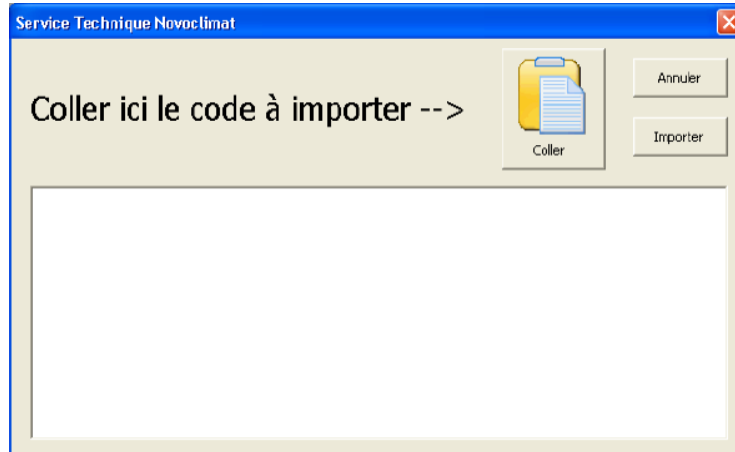 Service Technique Novoclimat
Coller ici le code à importer -->
Coller
Annuler
Importer